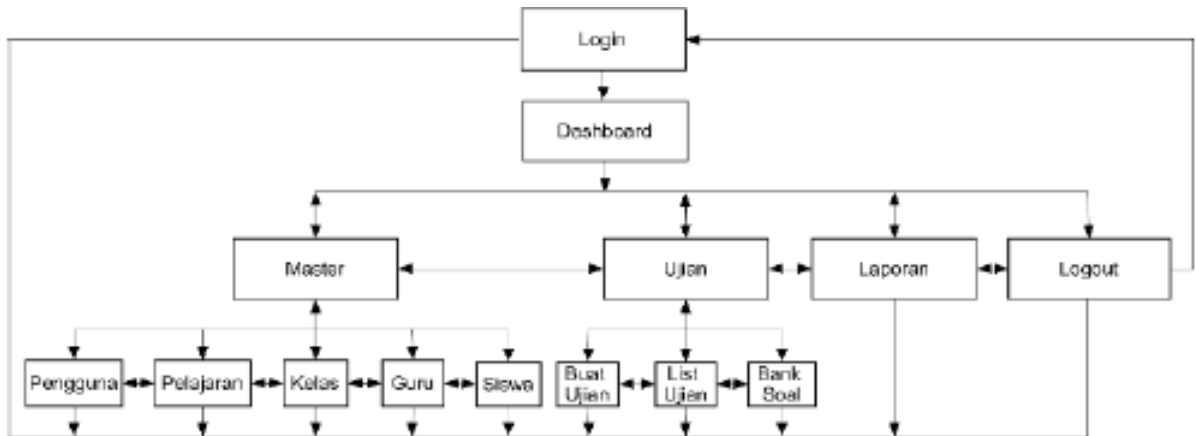 Login
Dashboard
Master
Ujian
Laporan
Logout
Pengguna
Pelajaran
Kelas
Guru
Siswa
Buat
Ujian
List
Ujian
Bank
Soal